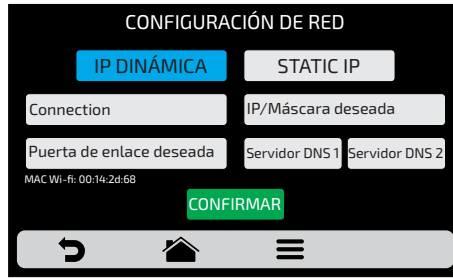 CONFIGURACIÓN DE RED
IP DINÁMICA STATIC IP
Connection IP/Máscara deseada
Puerta de enlace deseada Servidor DNS 1 Servidor DNS 2
MAC Wi-fi: 00:14:2d:68
CONFIRMAR